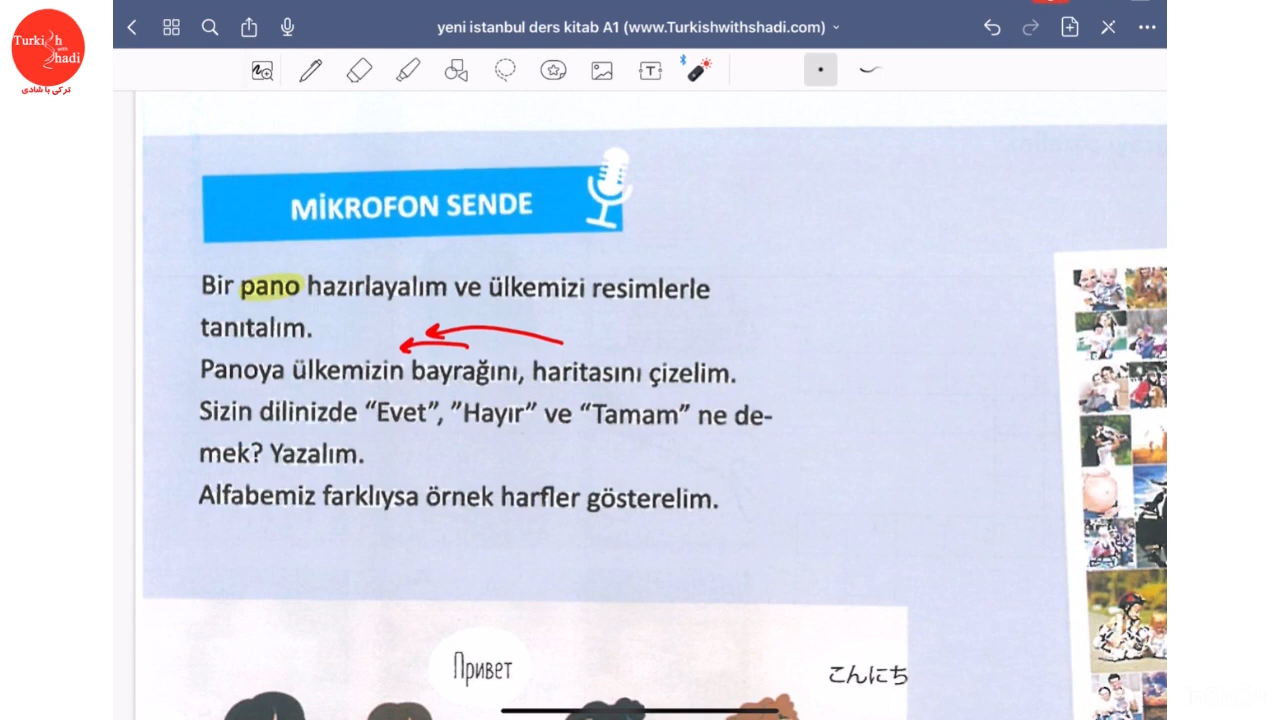 Turkish
with
Shadi
ترکی با شادی
yeni istanbul ders kitab A1 (www.Turkishwithshadi.com)
MİKROFON SENDE
Bir pano hazırlayalım ve ülkemizi resimlerle
tanıtalım.
Panoya ülkemizin bayrağını, haritasını çizelim.
Sizin dilinizde “Evet”, ”Hayır” ve “Tamam” ne de-
mek? Yazalım.
Alfabemiz farklıysa örnek harfler gösterelim.
Привет
こんにち